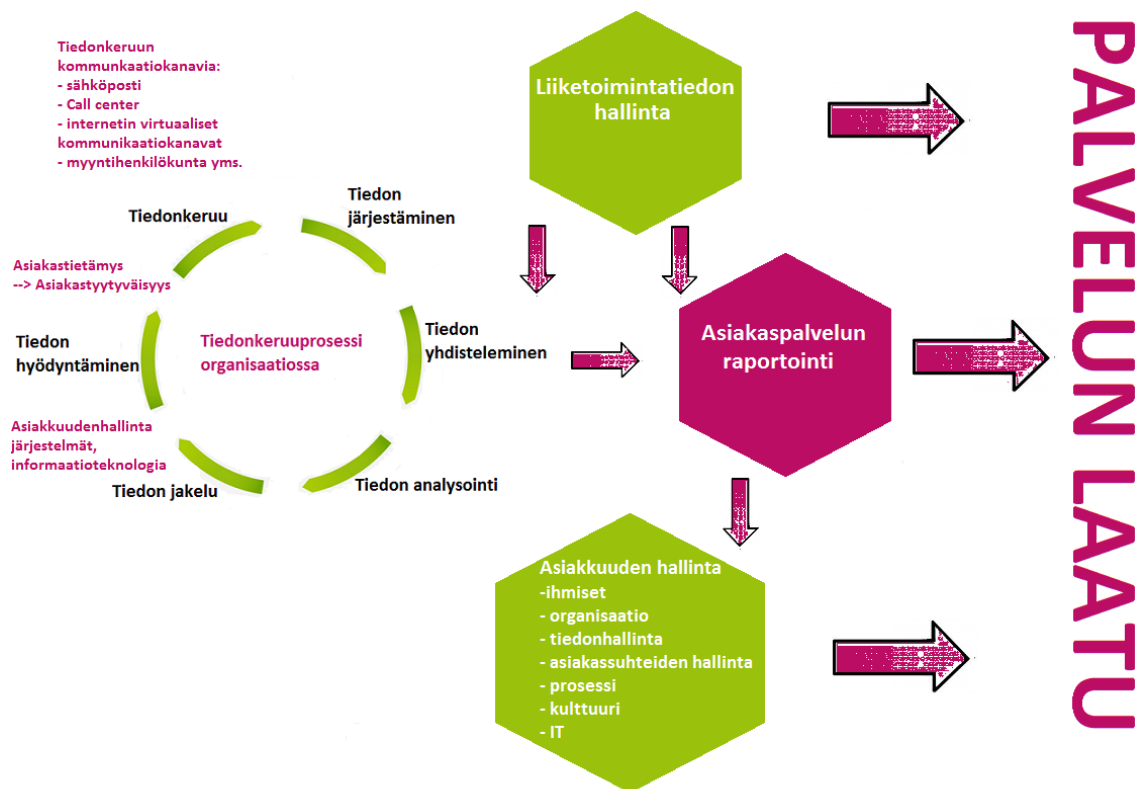 Tiedonkeruun
kommunkaatiokanavia:
- sähköposti
- Call center
- internetin virtuaaliset
kommunikaatiokanavat
- myyntihenkilökunta yms.
Liiketoimintatiedon
hallinta
Tiedonkeruu
Tiedon
järjestäminen
Asiakastietämys
--> Asiakastyytyväisyys
Tiedon
hyödyntäminen
Tiedonkeruuprosessi
organisaatiossa
Tiedon
yhdisteleminen
Asiakaspalvelun
raportointi
Asiakkuudenhallinta
järjestelmät,
informaatioteknologia
Tiedon jakelu
Tiedon analysointi
Asiakkuuden hallinta
-ihmiset
- organisaatio
- tiedonhallinta
- asiakassuhteiden hallinta
- prosessi
- kulttuuri
- IT
PALVELUN LAATU